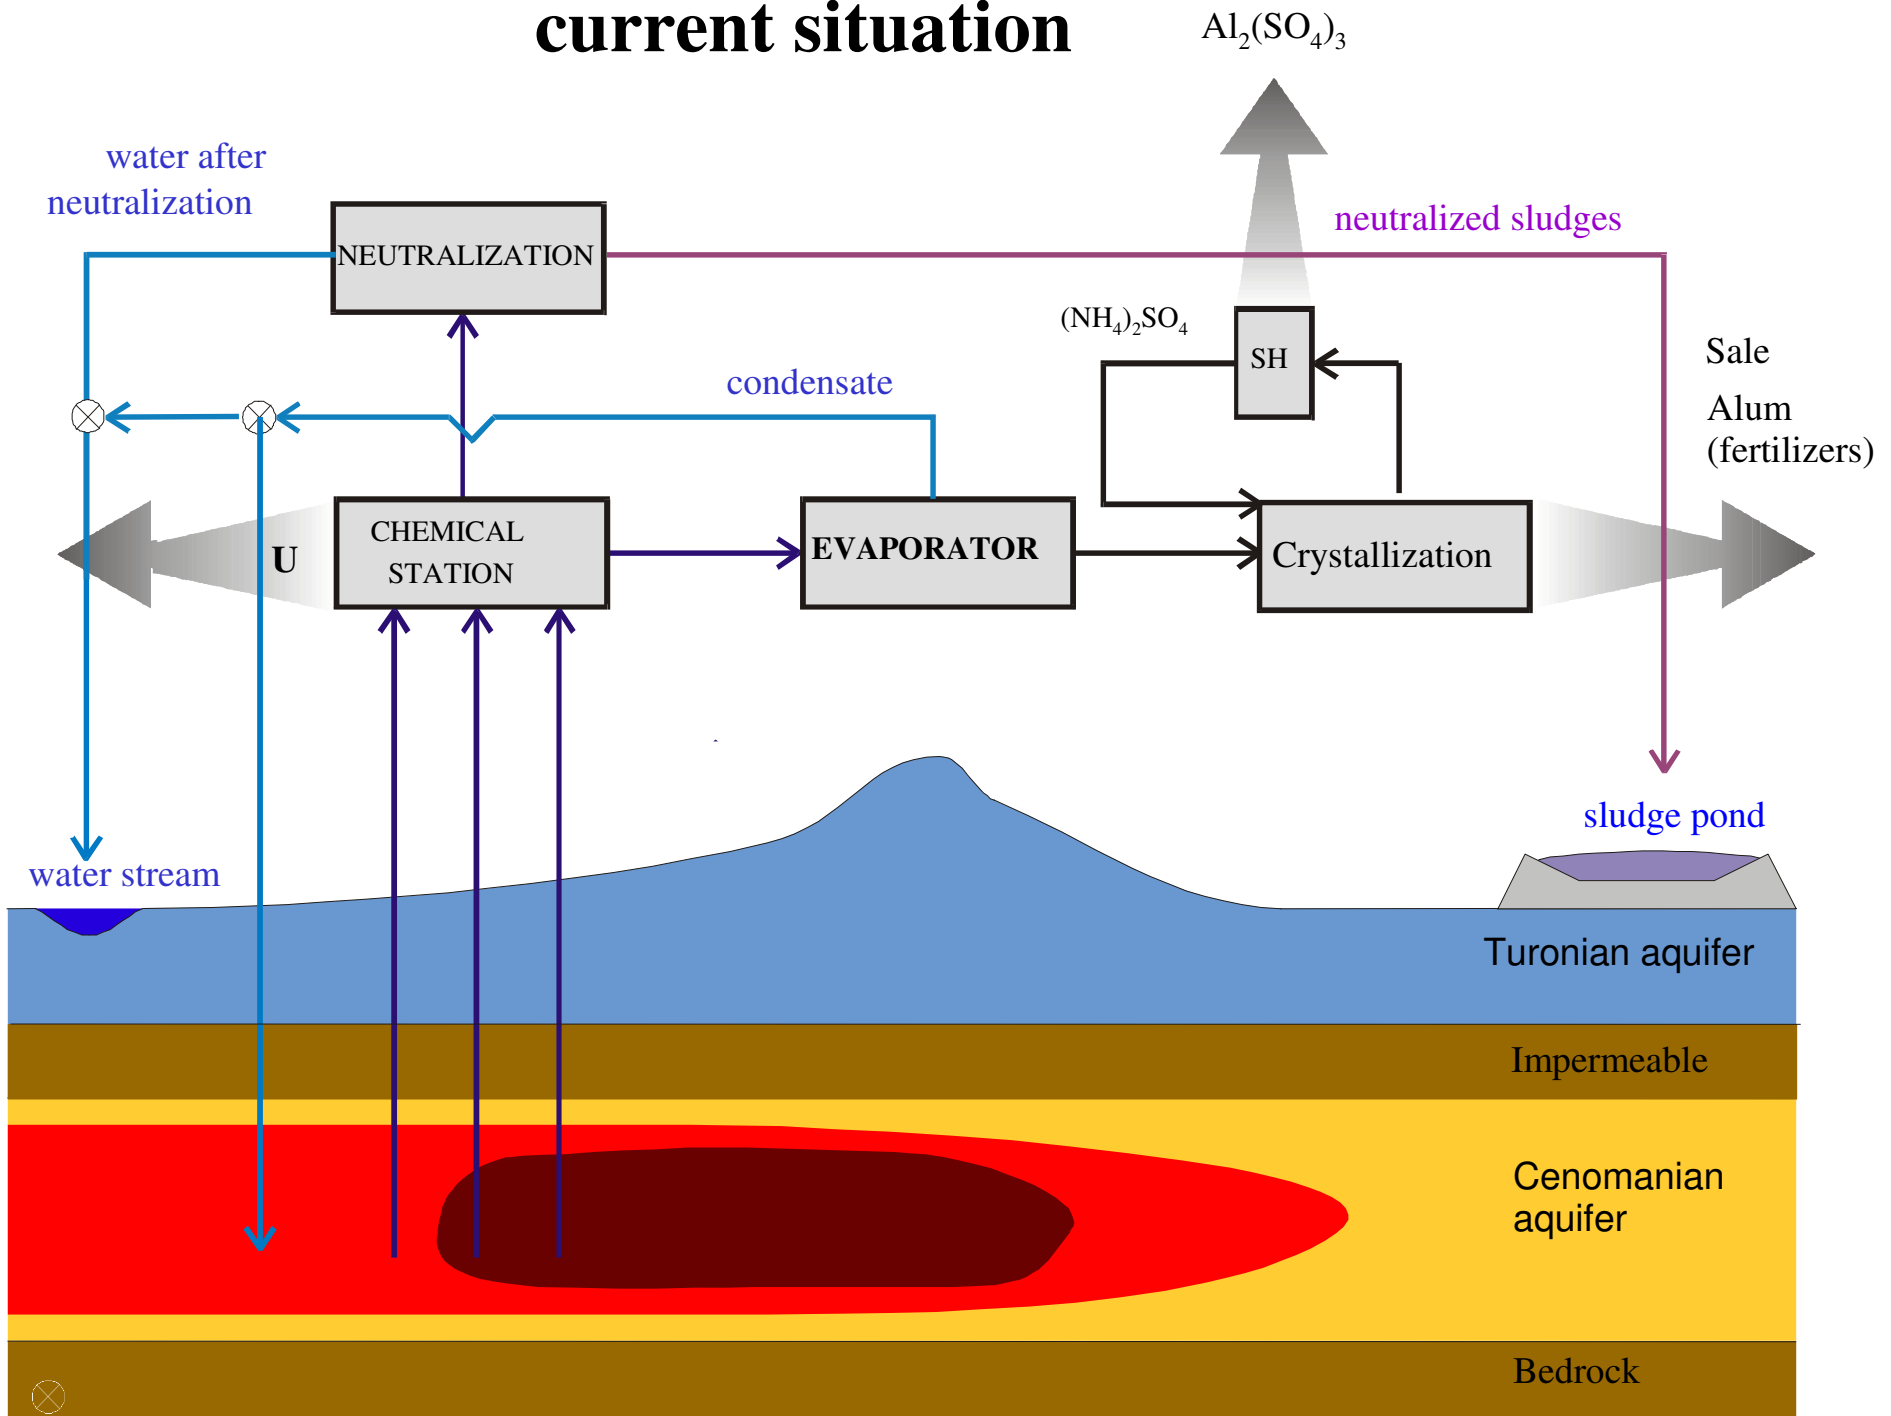 current situation
Al₂(SO₄)₃
water after
neutralization
neutralized sludges
NEUTRALIZATION
(NH₄)₂SO₄
SH
Sale
Alum
(fertilizers)
condensate
U
CHEMICAL
STATION
EVAPORATOR
Crystallization
sludge pond
water stream
Turonian aquifer
Impermeable
Cenomanian
aquifer
Bedrock